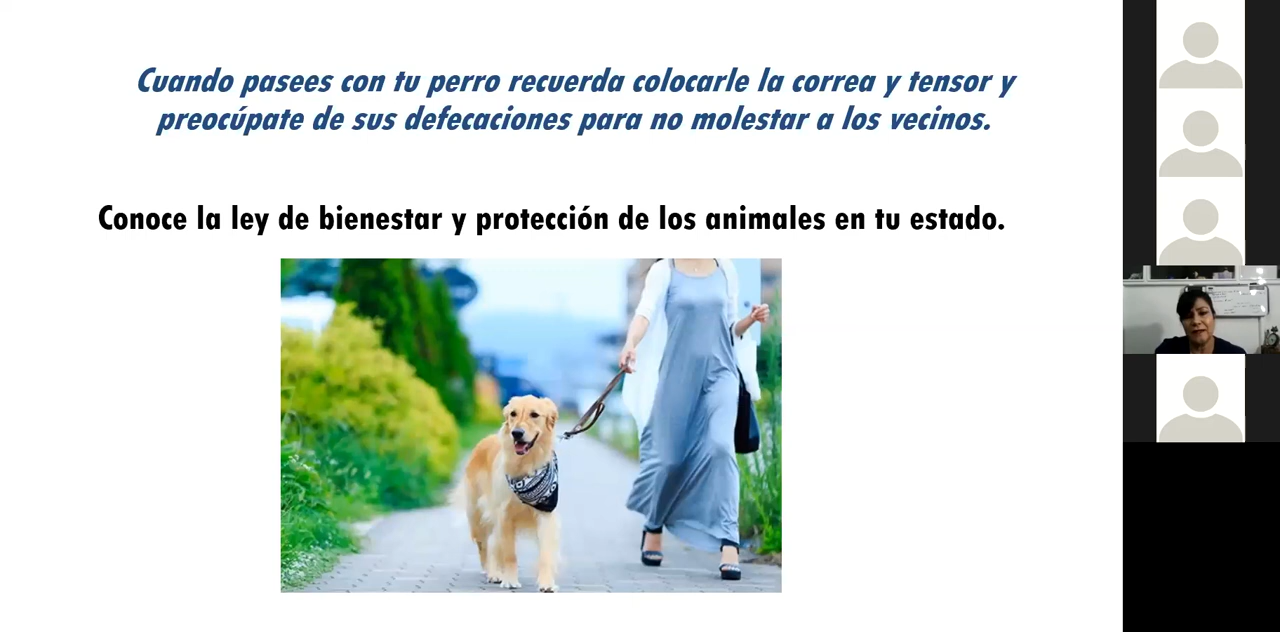 Cuando pasees con tu perro recuerda colocarle la correa y tensor y
preocúpate de sus defecaciones para no molestar a los vecinos.
Conoce la ley de bienestar y protección de los animales en tu estado.